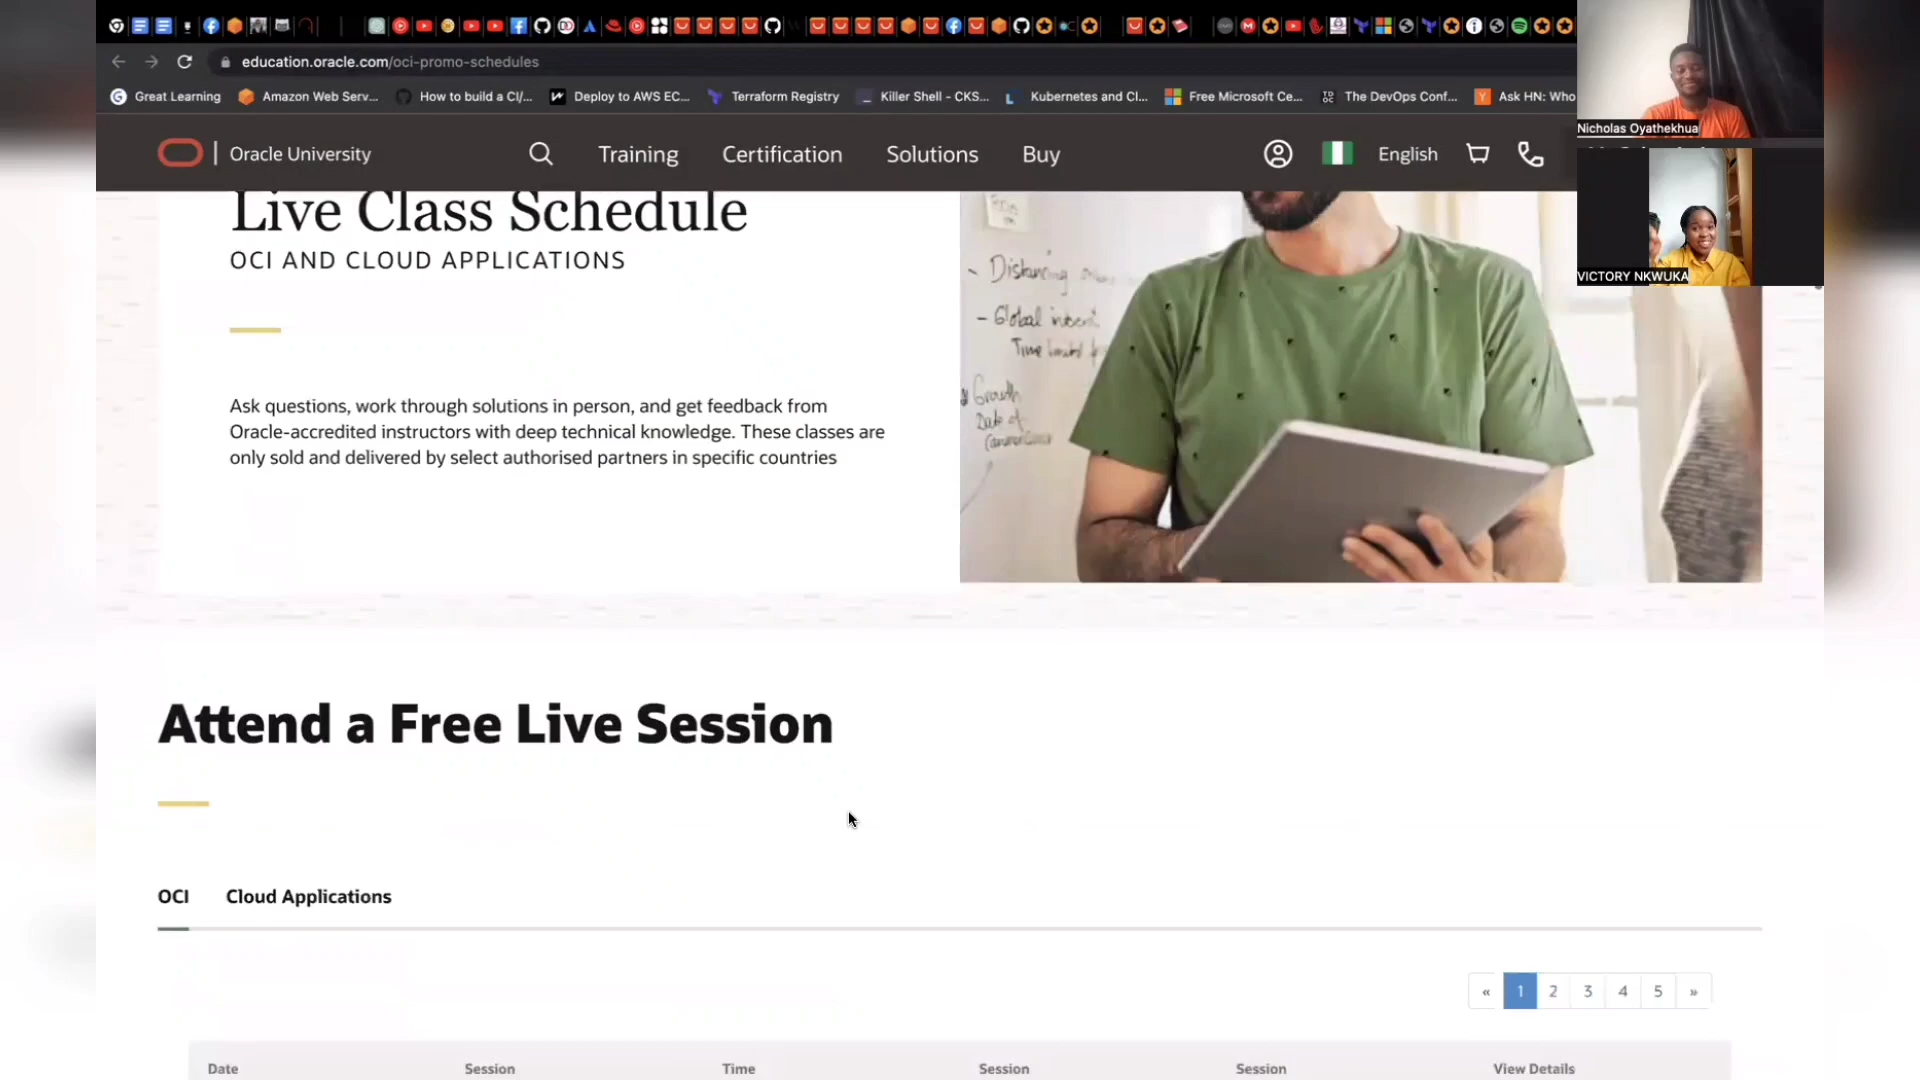 education.oracle.com/oci-promo-schedules
Great Learning
Amazon Web Serv...
How to build a CI/...
Deploy to AWS EC...
Terraform Registry
Killer Shell - CKS...
Kubernetes and Cl...
Free Microsoft Ce...
The DevOps Conf...
Ask HN: Who
Nicholas Oyathekhua
VICTORY NKWUKA
Oracle University
Training
Certification
Solutions
Buy
English
Live Class Schedule
OCI AND CLOUD APPLICATIONS
Ask questions, work through solutions in person, and get feedback from
Oracle-accredited instructors with deep technical knowledge. These classes are
only sold and delivered by select authorised partners in specific countries
- Distancing
- Global
Time
Growth
Date of
Attend a Free Live Session
OCI
Cloud Applications
« 1 2 3 4 5 »
Date
Session
Time
Session
Session
View Details